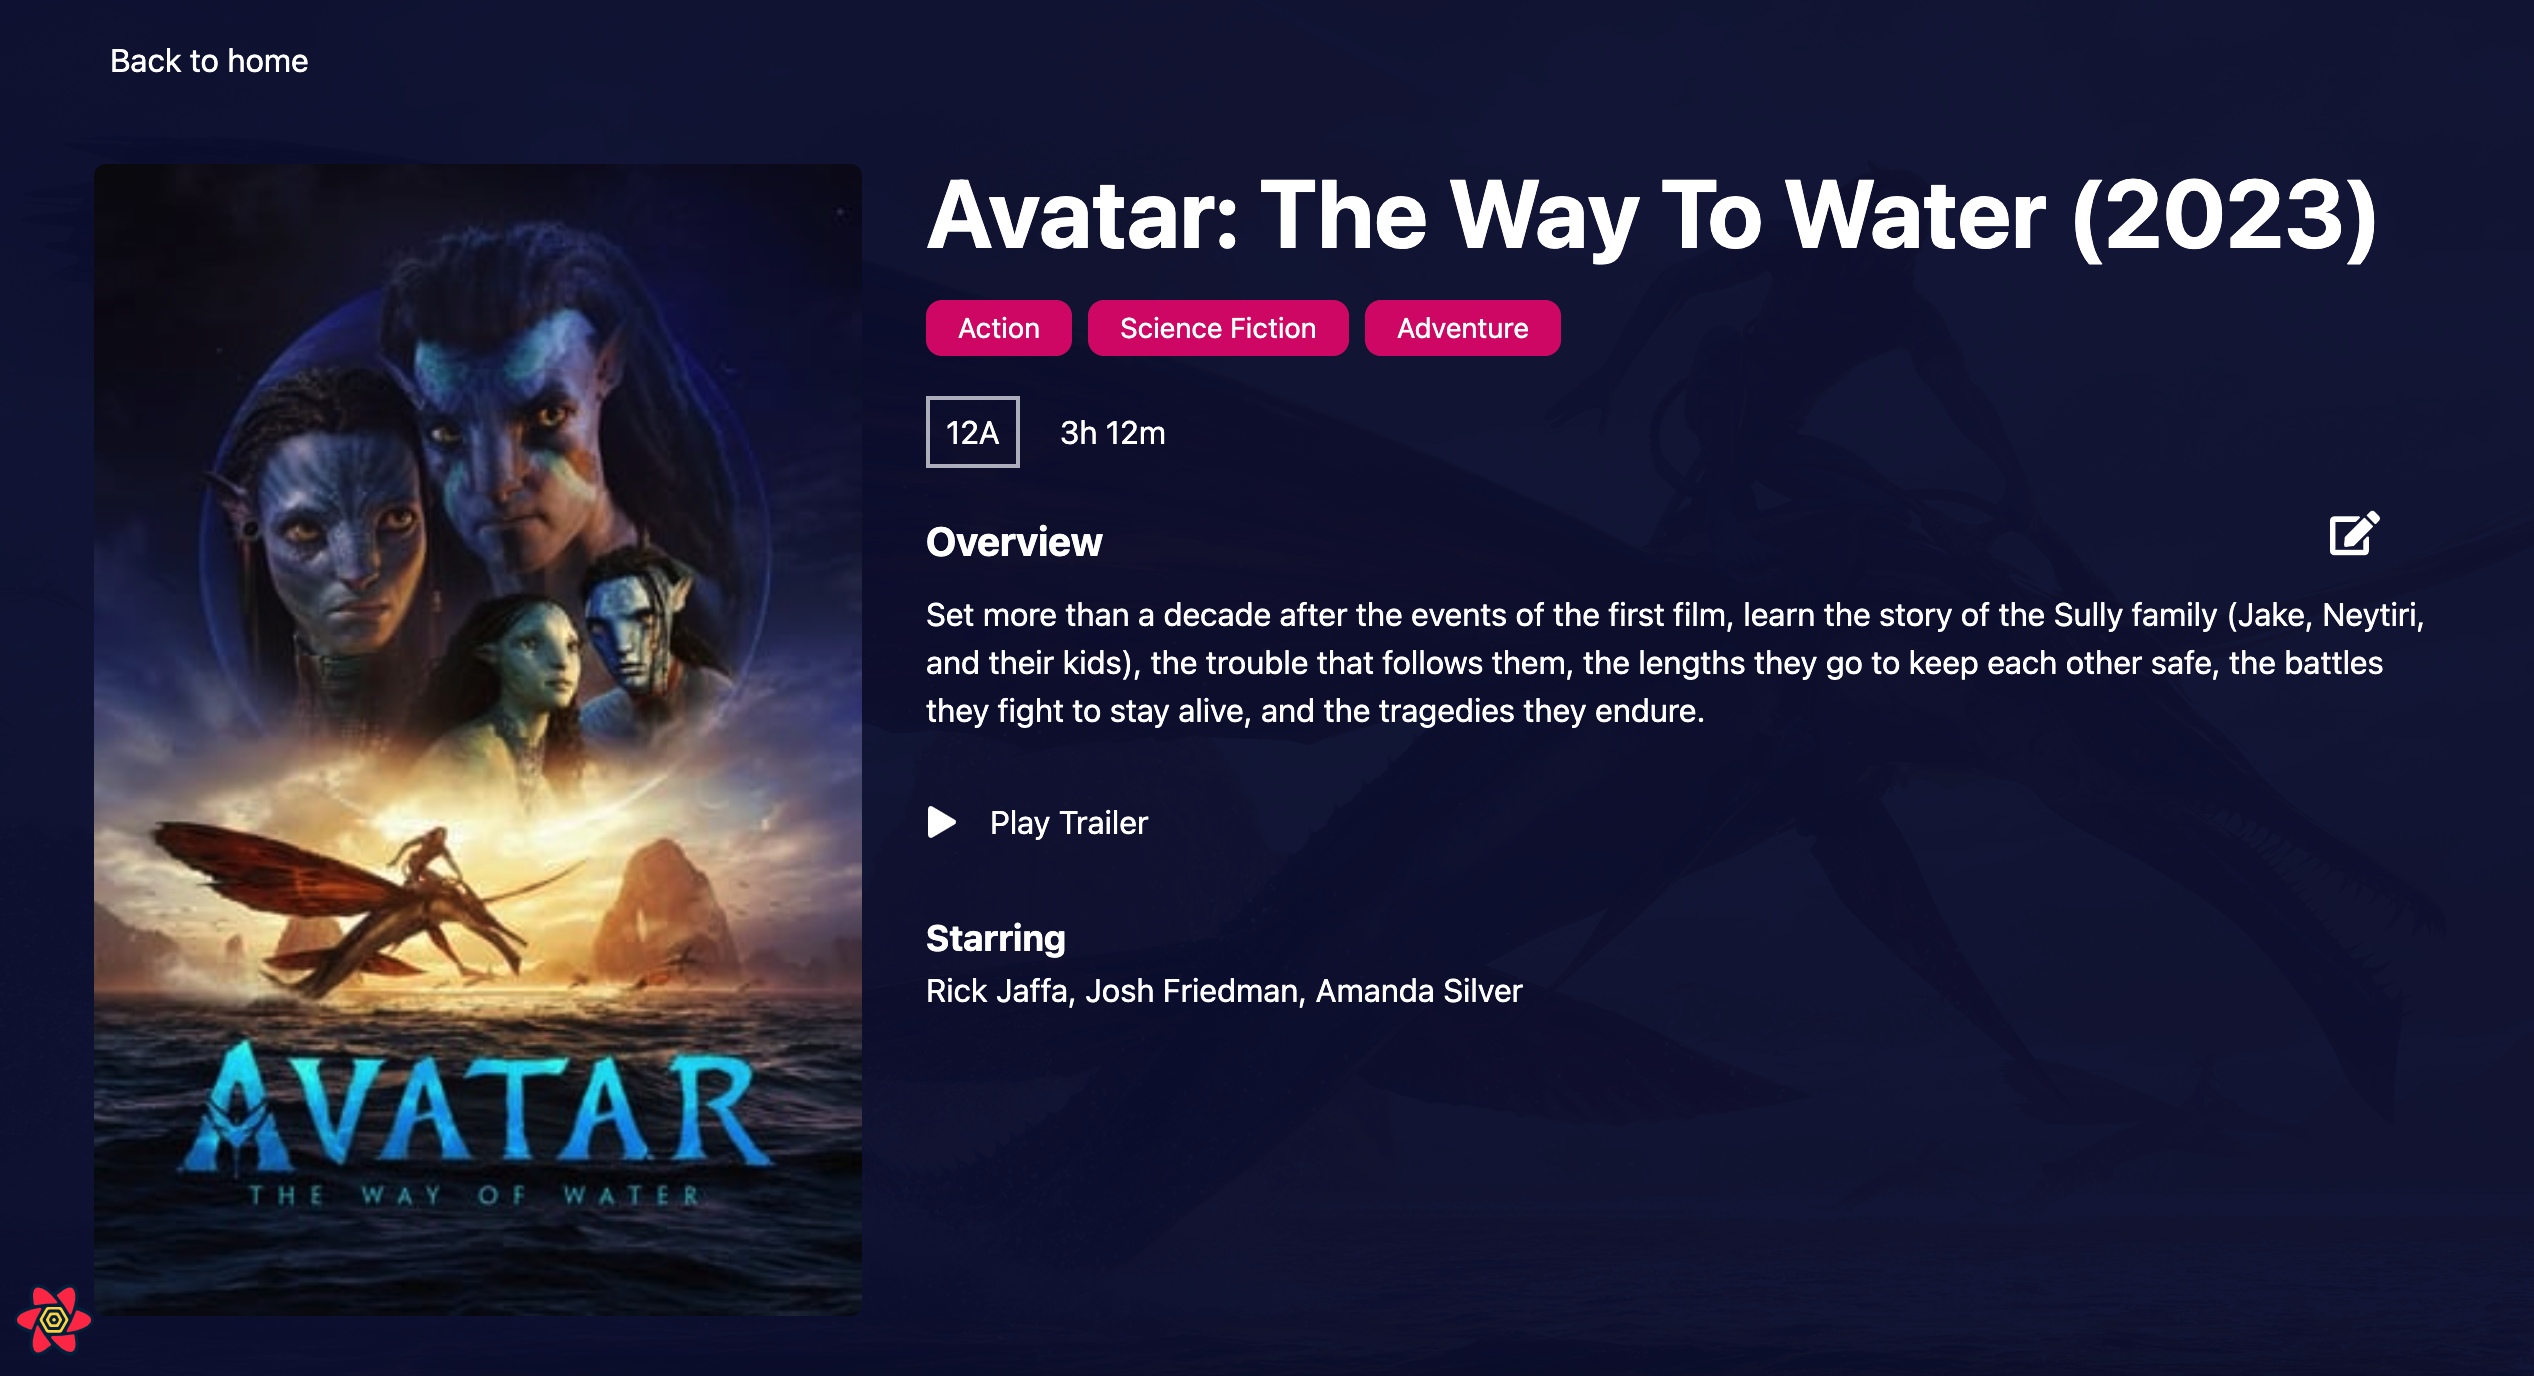 Back to home
Avatar: The Way To Water (2023)
Action Science Fiction Adventure
12A 3h 12m
Overview
Set more than a decade after the events of the first film, learn the story of the Sully family (Jake, Neytiri,
and their kids), the trouble that follows them, the lengths they go to keep each other safe, the battles
they fight to stay alive, and the tragedies they endure.
Play Trailer
Starring
Rick Jaffa, Josh Friedman, Amanda Silver
AVATAR
THE WAY OF WATER